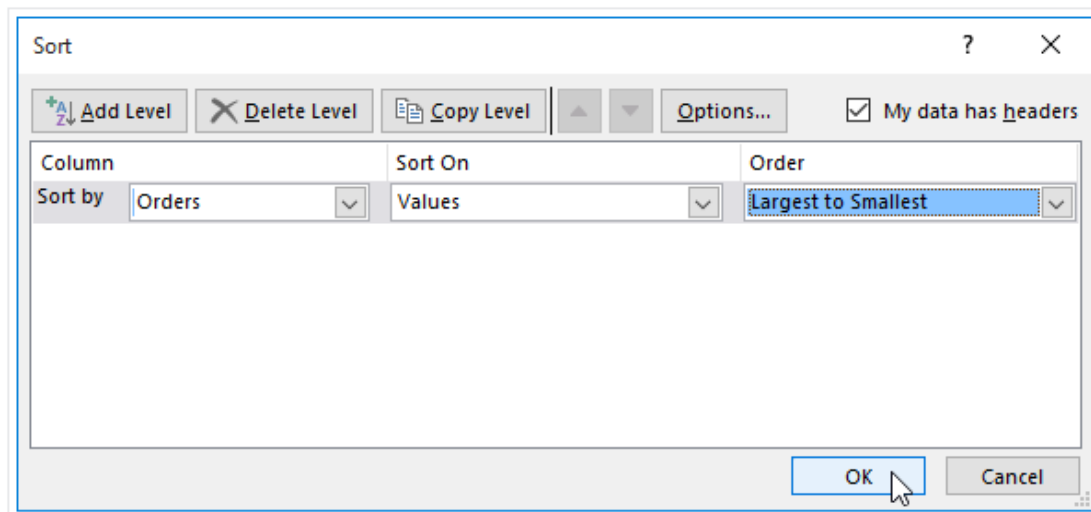 Sort ?
Add Level Delete Level Copy Level Options... My data has headers
Column Sort On Order
Sort by Orders Values Largest to Smallest
OK Cancel